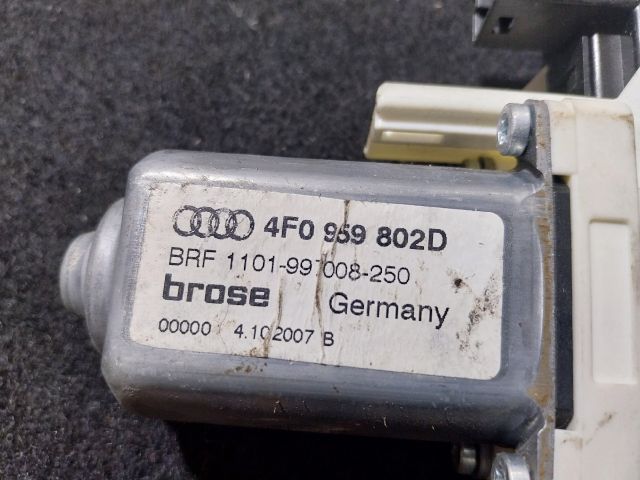 4F0 959 802D
BRF 1101-997008-250
brose Germany
00000 4.10 2007 B